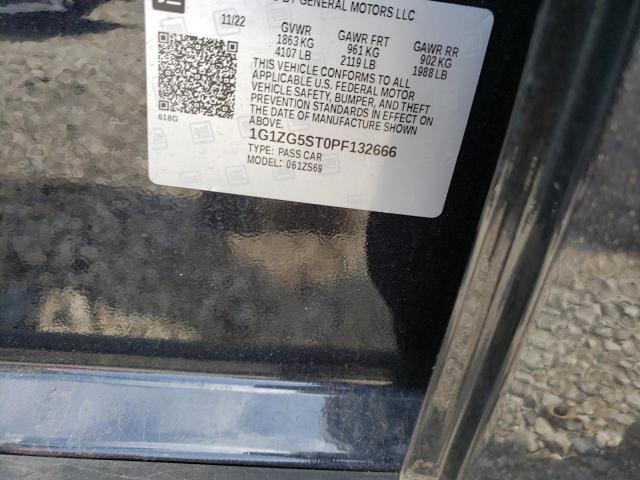 BY GENERAL MOTORS LLC
11/22
GVWR GAWR FRT GAWR RR
1863 KG 961 KG 902 KG
4107 LB 2119 LB 1988 LB
THIS VEHICLE CONFORMS TO ALL
APPLICABLE U.S. FEDERAL MOTOR
VEHICLE SAFETY, BUMPER, AND THEFT
PREVENTION STANDARDS IN EFFECT ON
THE DATE OF MANUFACTURE SHOWN
ABOVE.
618G
1G1ZG5ST0PF132666
TYPE: PASS CAR
MODEL: 061ZS69